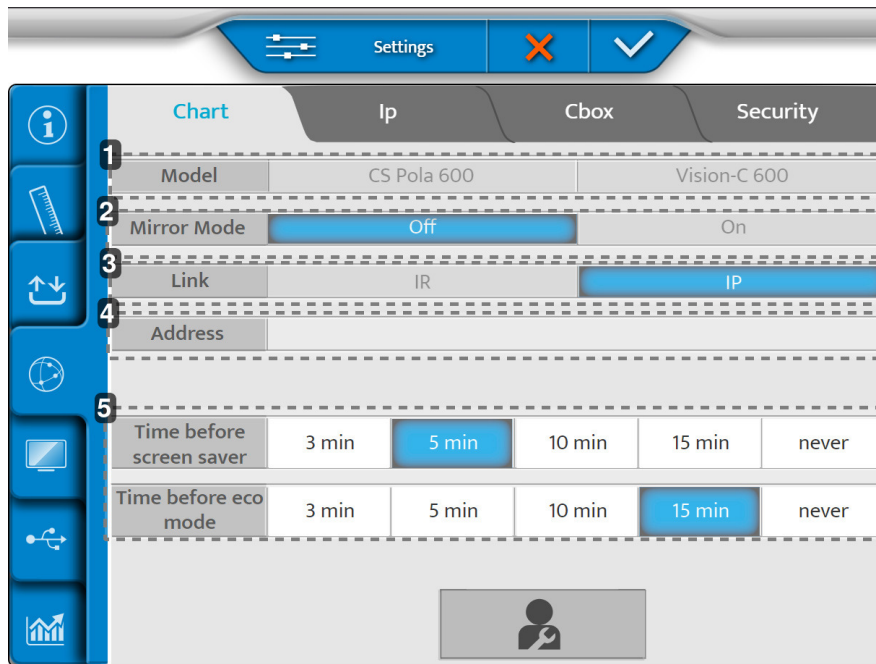 Settings
Chart Ip Cbox Security
1
Model CS Pola 600 Vision-C 600
2
Mirror Mode Off On
3
Link IR IP
4
Address
5
Time before
screen saver 3 min 5 min 10 min 15 min never
Time before eco
mode 3 min 5 min 10 min 15 min never